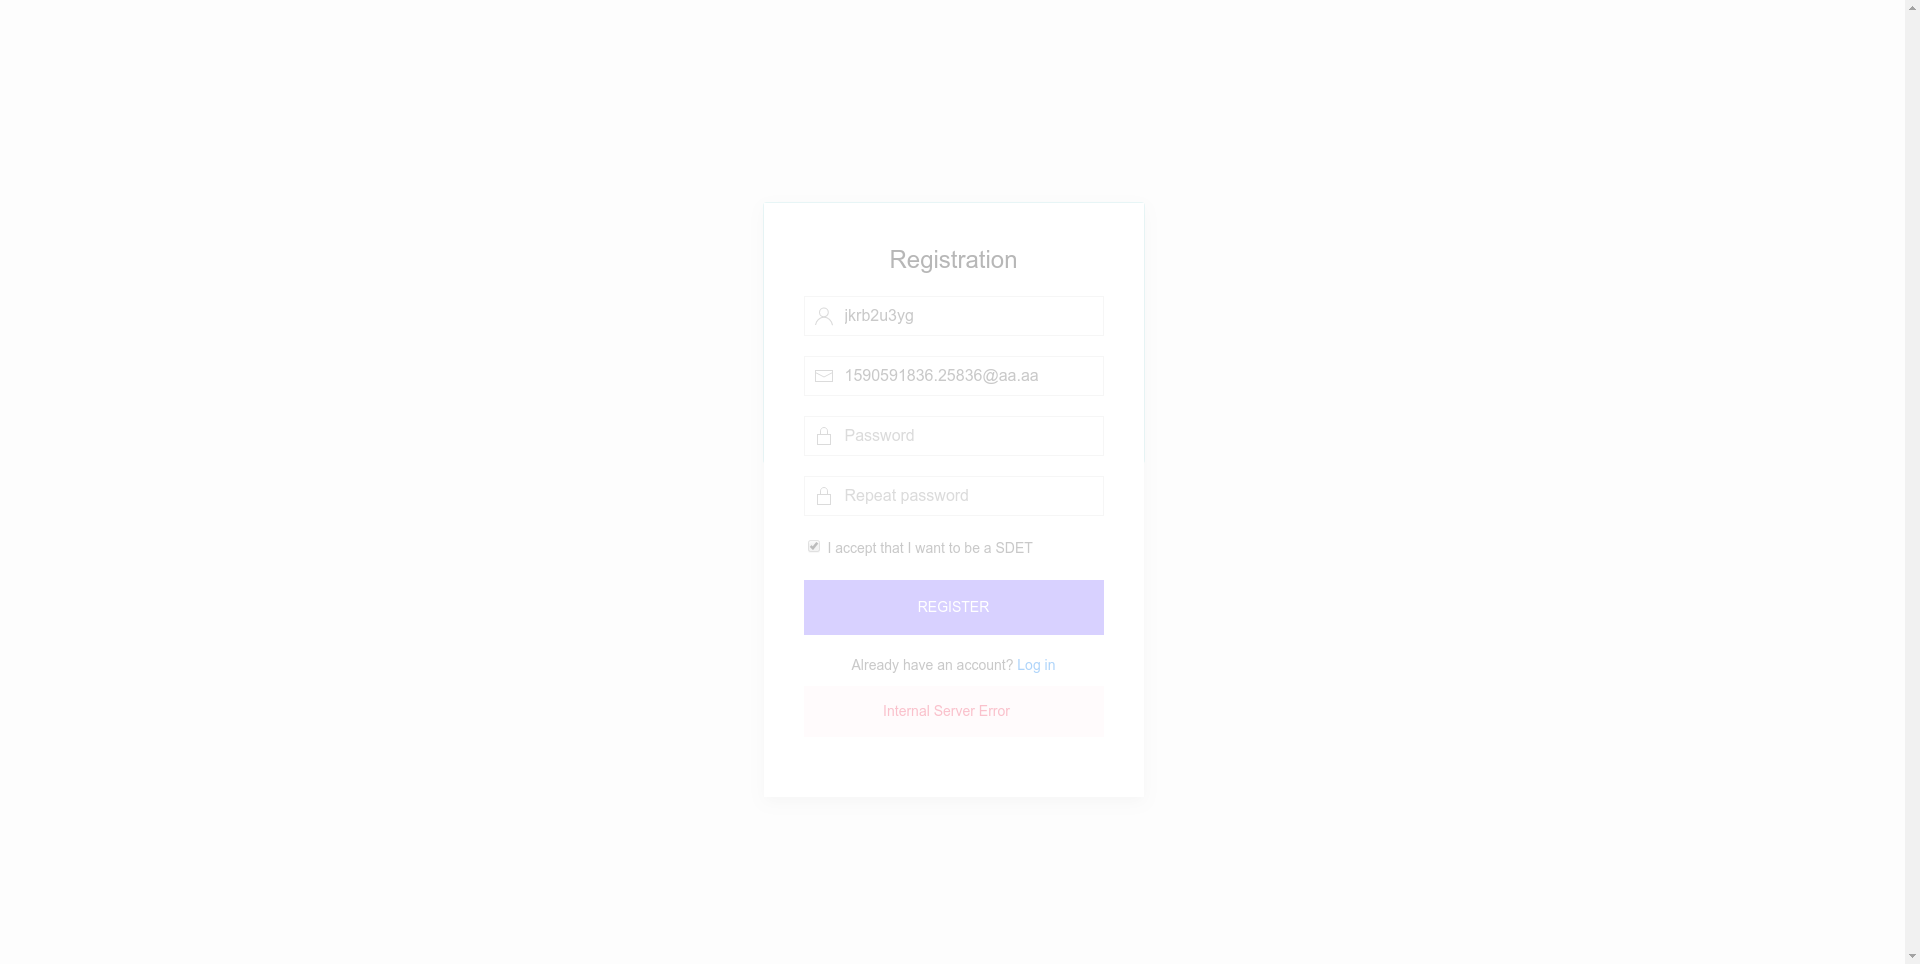 Registration
jkrb2u3yg
1590591836.25836@aa.aa
Password
Repeat password
I accept that I want to be a SDET
REGISTER
Already have an account? Log in
Internal Server Error